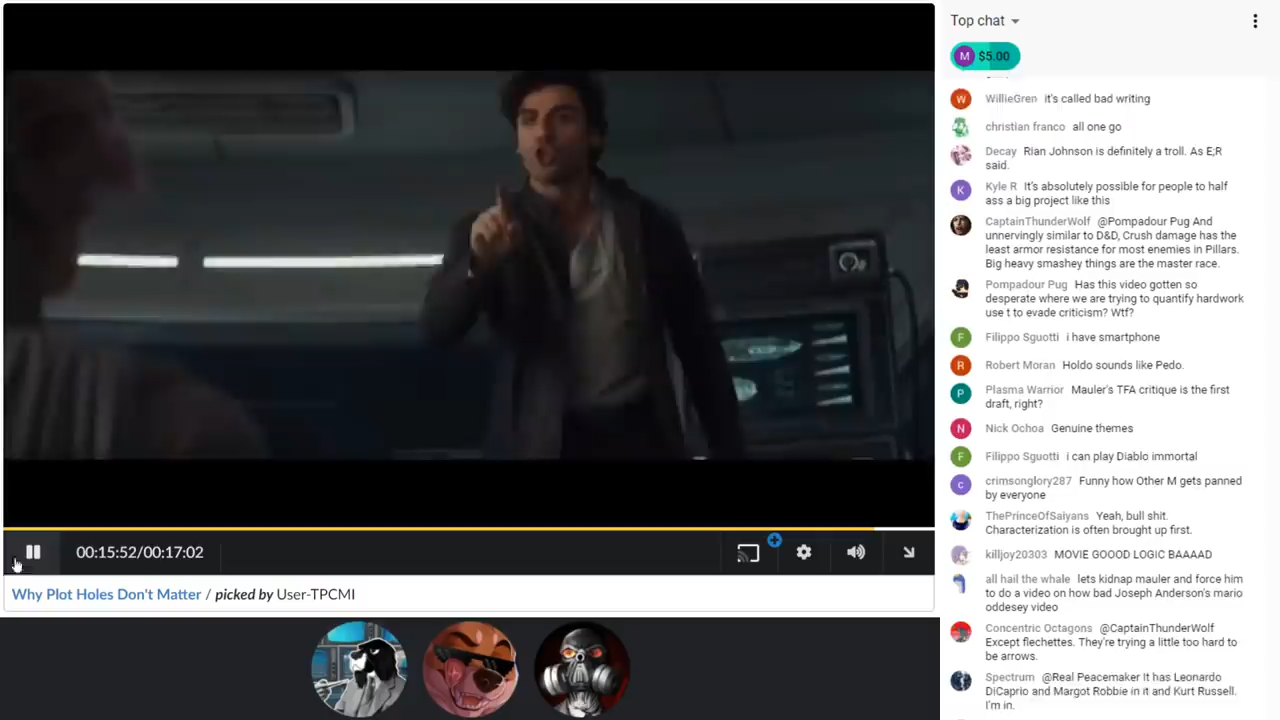 Top chat
M $5.00
W WillieGren it's called bad writing
christian franco all one go
Decay Rian Johnson is definitely a troll. As E;R
said.
K Kyle R It's absolutely possible for people to half
ass a big project like this
CaptainThunderWolf @Pompadour Pug And
unnervingly similar to D&D, Crush damage has the
least armor resistance for most enemies in Pillars.
Big heavy smashey things are the master race.
Pompadour Pug Has this video gotten so
desperate where we are trying to quantify hardwork
use t to evade criticism? Wtf?
F Filippo Sguotti i have smartphone
R Robert Moran Holdo sounds like Pedo.
P Plasma Warrior Mauler's TFA critique is the first
draft, right?
N Nick Ochoa Genuine themes
F Filippo Sguotti i can play Diablo immortal
c crimsonglory287 Funny how Other M gets panned
by everyone
ThePrinceOfSaiyans Yeah, bull shit.
Characterization is often brought up first.
killjoy20303 MOVIE GOOOD LOGIC BAAAAD
all hail the whale lets kidnap mauler and force him
to do a video on how bad Joseph Anderson's mario
oddesey video
Concentric Octagons @CaptainThunderWolf
Except flechettes. They're trying a little too hard to
be arrows.
Spectrum @Real Peacemaker It has Leonardo
DiCaprio and Margot Robbie in it and Kurt Russell.
I'm in.
00:15:52/00:17:02
Why Plot Holes Don't Matter / picked by User-TPCMI